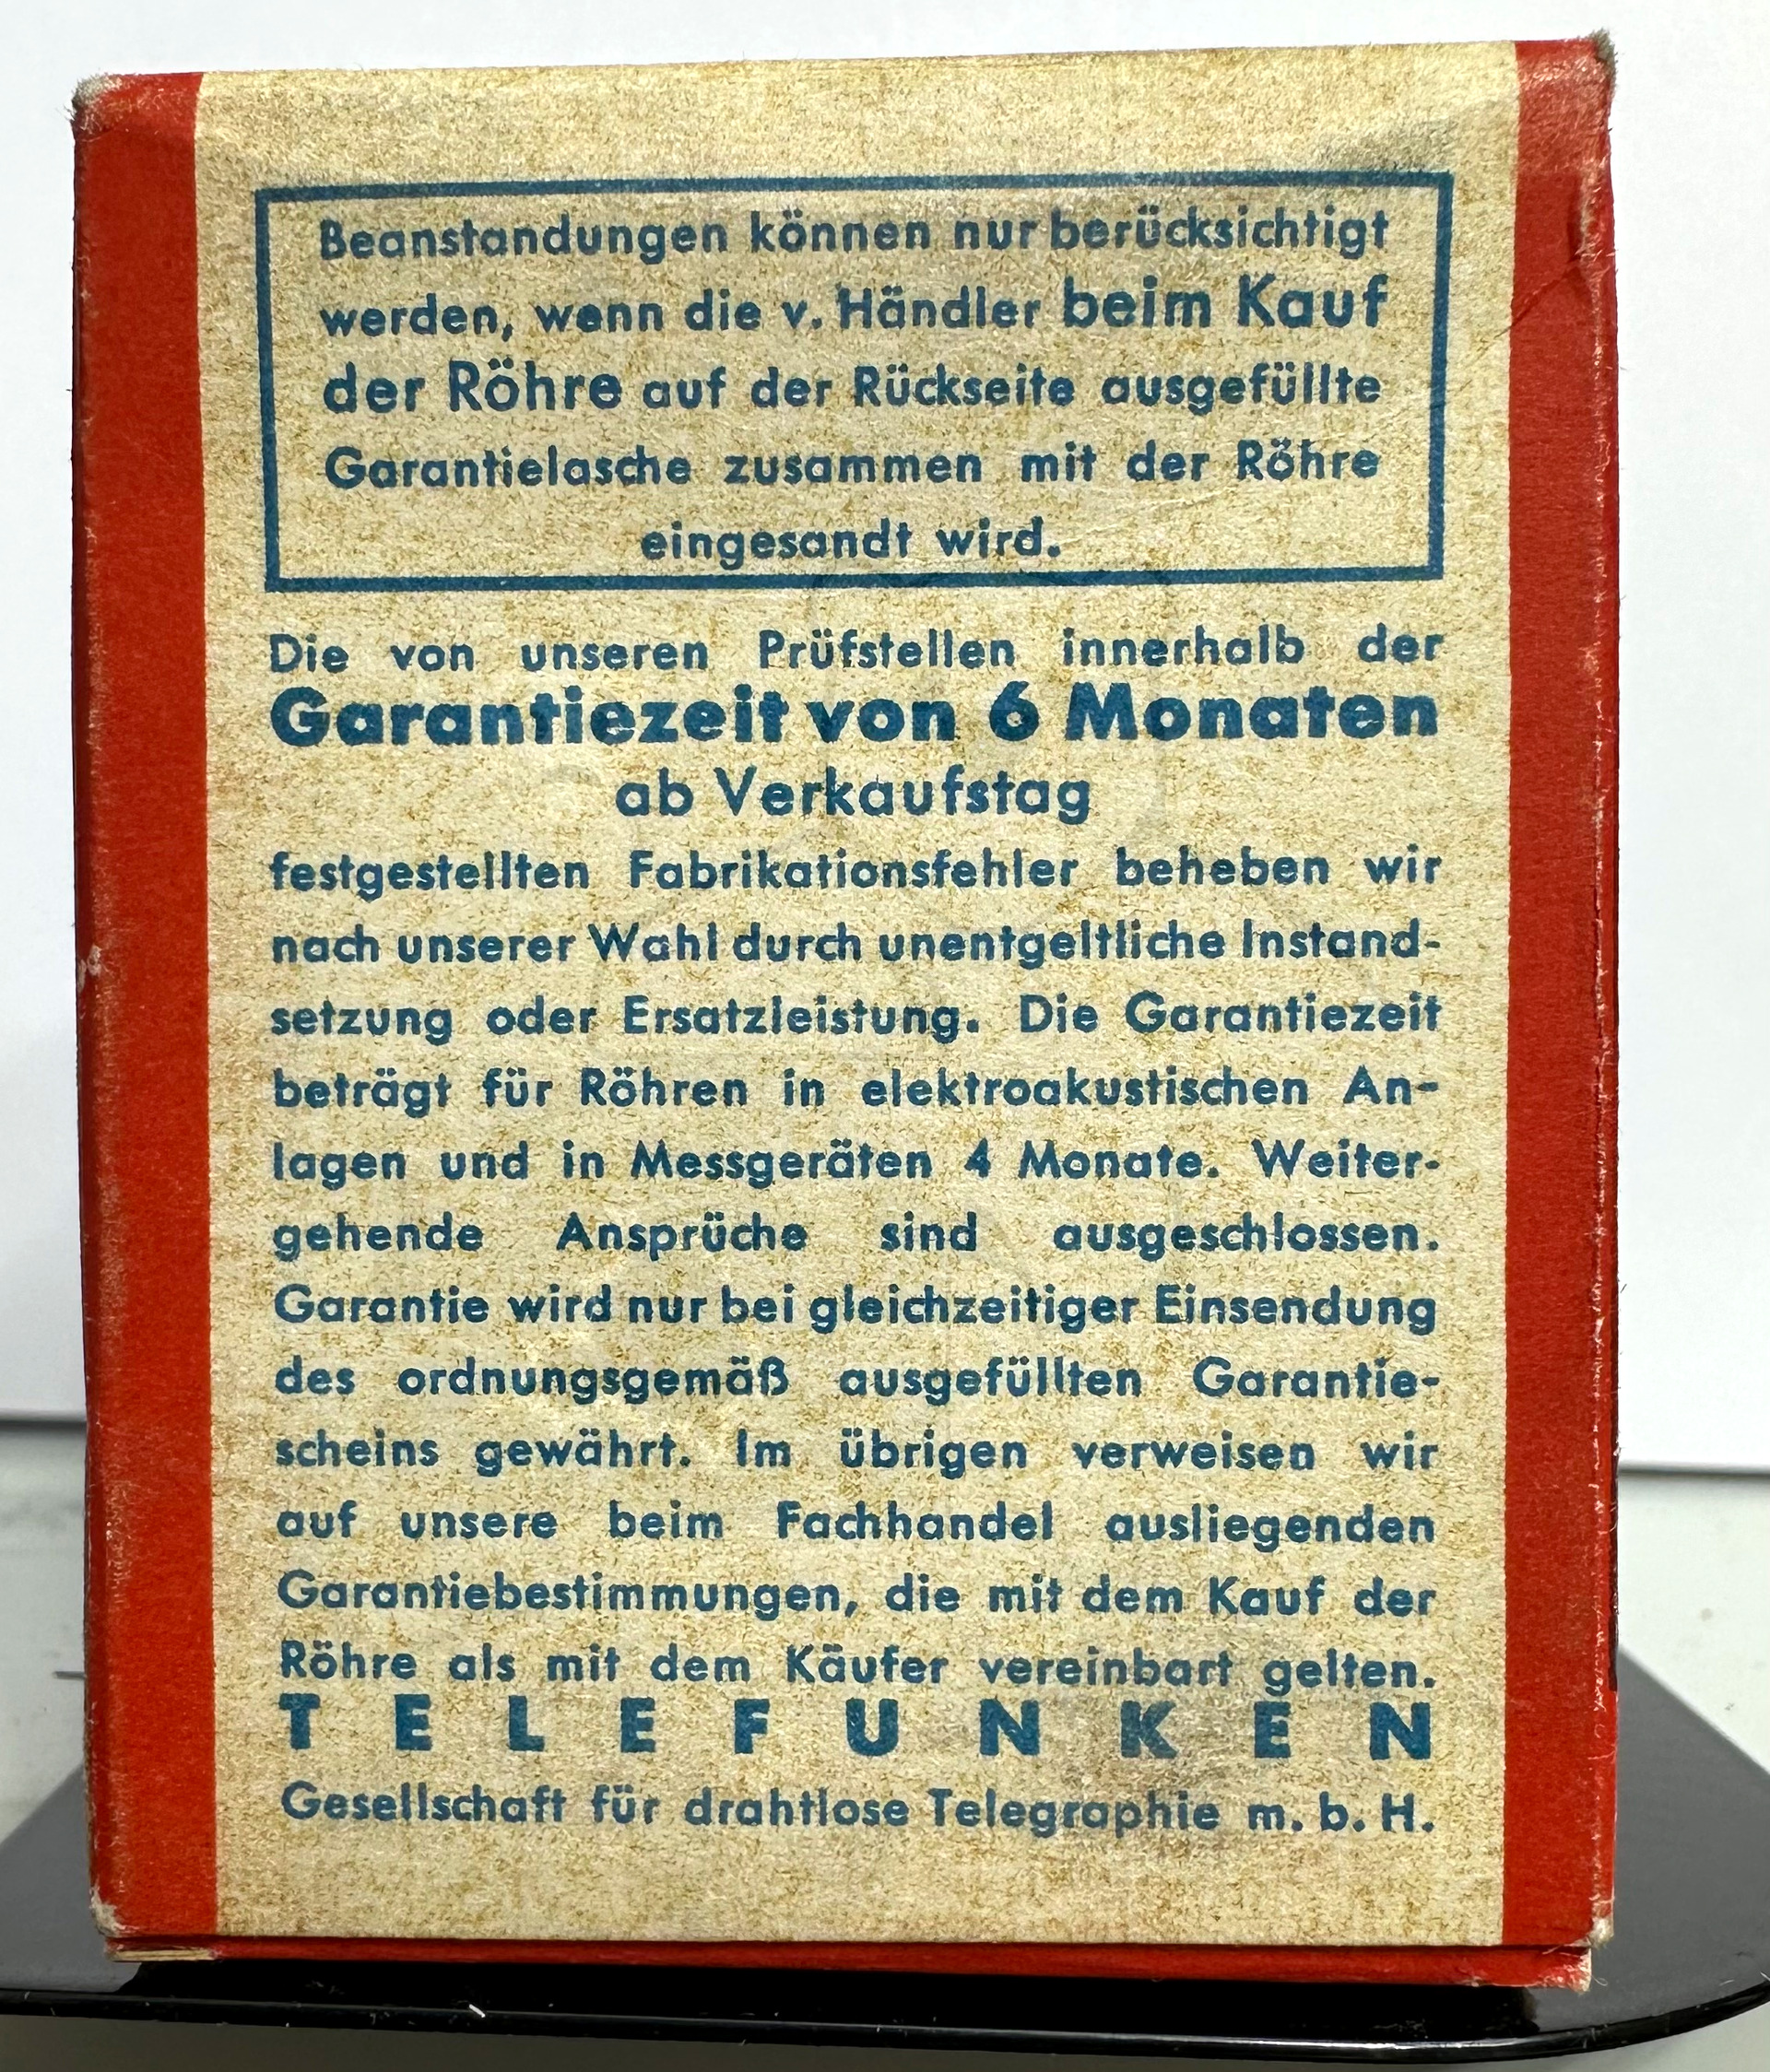 Beanstandungen können nur berücksichtigt
werden, wenn die v. Händler beim Kauf
der Röhre auf der Rückseite ausgefüllte
Garantielasche zusammen mit der Röhre
eingesandt wird.
Die von unseren Prüfstellen innerhalb der
Garantiezeit von 6 Monaten
ab Verkaufstag
festgestellten Fabrikationsfehler beheben wir
nach unserer Wahl durch unentgeltliche Instand-
setzung oder Ersatzleistung. Die Garantiezeit
beträgt für Röhren in elektroakustischen An-
lagen und in Messgeräten 4 Monate. Weiter-
gehende Ansprüche sind ausgeschlossen.
Garantie wird nur bei gleichzeitiger Einsendung
des ordnungsgemäß ausgefüllten Garantie-
scheins gewährt. Im übrigen verweisen wir
auf unsere beim Fachhandel ausliegenden
Garantiebestimmungen, die mit dem Kauf der
Röhre als mit dem Käufer vereinbart gelten.
TELEFUNKEN
Gesellschaft für drahtlose Telegraphie m. b. H.